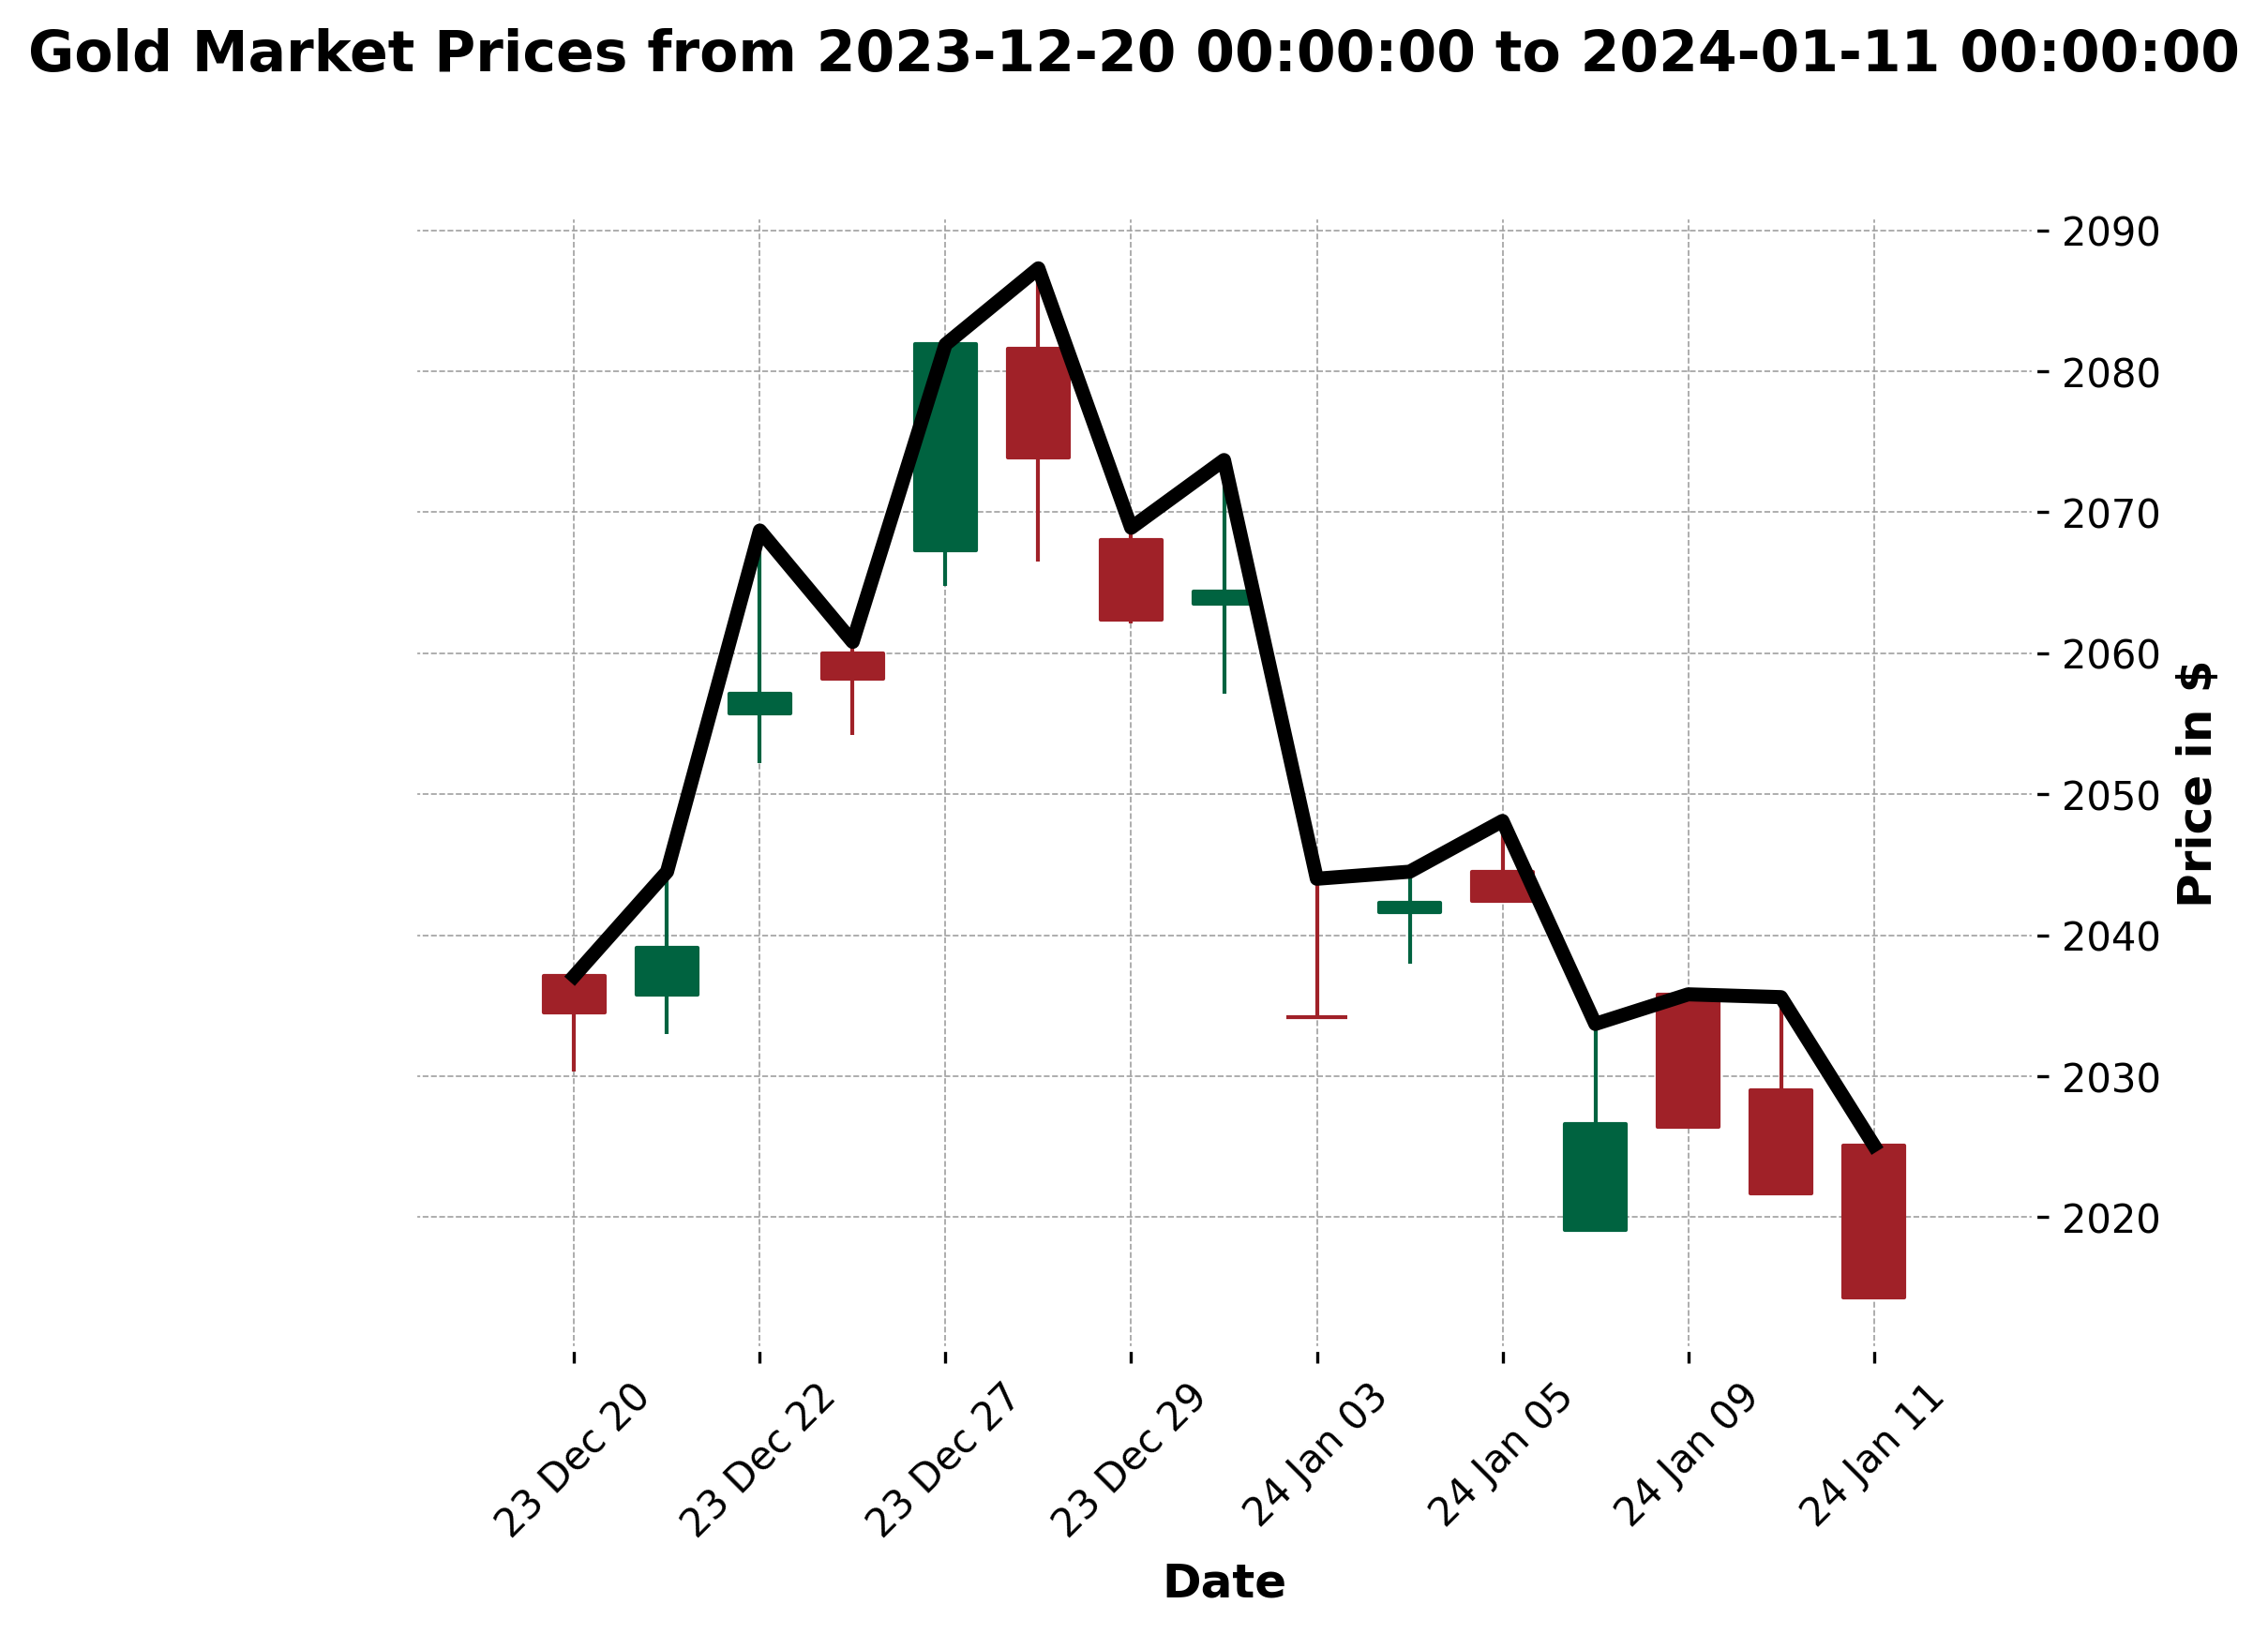 Gold Market Prices from 2023-12-20 00:00:00 to 2024-01-11 00:00:00
2090
2080
2070
2060
2050
2040
2030
2020
Price in $
23 Dec 20
23 Dec 22
23 Dec 27
23 Dec 29
24 Jan 03
24 Jan 05
24 Jan 09
24 Jan 11
Date